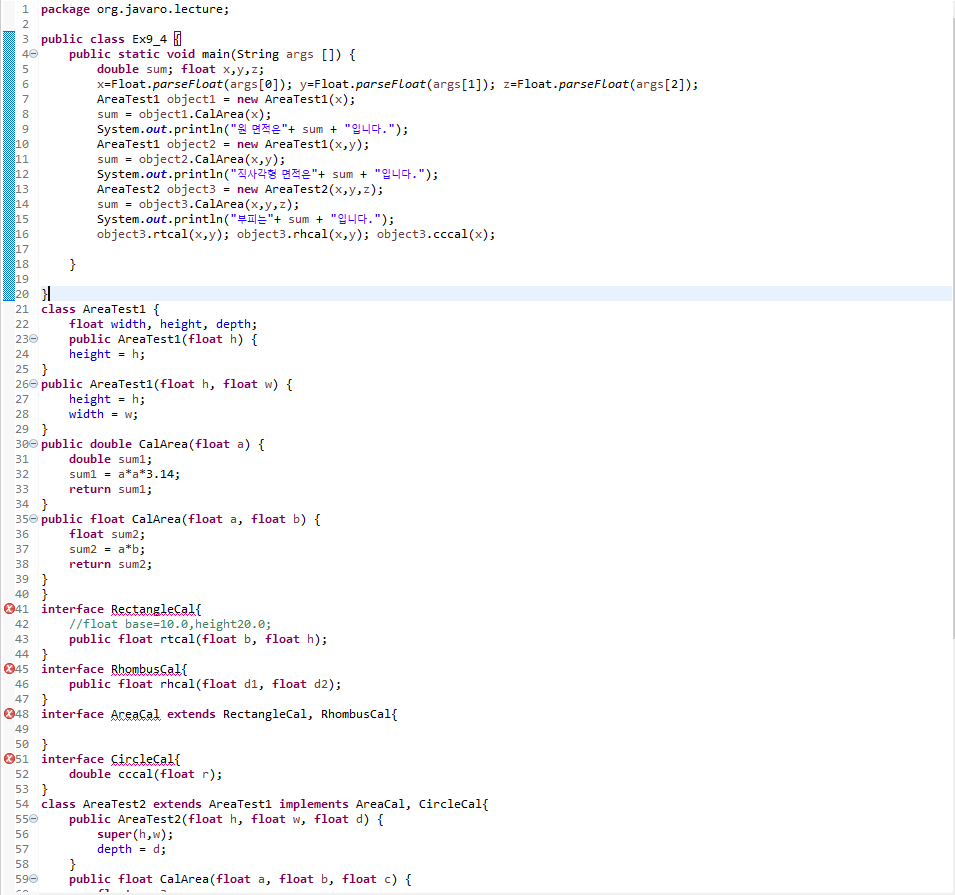 1 package org.javaro.lecture;
2
3 public class Ex9_4 {
4 public static void main(String args []) {
5 double sum; float x,y,z;
6 x=Float.parseFloat(args[0]); y=Float.parseFloat(args[1]); z=Float.parseFloat(args[2]);
7 AreaTest1 object1 = new AreaTest1(x);
8 sum = object1.CalArea(x);
9 System.out.println("원 면적은"+ sum + "입니다.");
10 AreaTest1 object2 = new AreaTest1(x,y);
11 sum = object2.CalArea(x,y);
12 System.out.println("직사각형 면적은"+ sum + "입니다.");
13 AreaTest2 object3 = new AreaTest2(x,y,z);
14 sum = object3.CalArea(x,y,z);
15 System.out.println("부피는"+ sum + "입니다.");
16 object3.rtcal(x,y); object3.rhcal(x,y); object3.cccal(x);
17
18 }
19
20 }
21 class AreaTest1 {
22 float width, height, depth;
23 public AreaTest1(float h) {
24 height = h;
25 }
26 public AreaTest1(float h, float w) {
27 height = h;
28 width = w;
29 }
30 public double CalArea(float a) {
31 double sum1;
32 sum1 = a*a*3.14;
33 return sum1;
34 }
35 public float CalArea(float a, float b) {
36 float sum2;
37 sum2 = a*b;
38 return sum2;
39 }
40 }
41 interface RectangleCal{
42 //float base=10.0,height20.0;
43 public float rtcal(float b, float h);
44 }
45 interface RhombusCal{
46 public float rhcal(float d1, float d2);
47 }
48 interface AreaCal extends RectangleCal, RhombusCal{
49
50 }
51 interface CircleCal{
52 double cccal(float r);
53 }
54 class AreaTest2 extends AreaTest1 implements AreaCal, CircleCal{
55 public AreaTest2(float h, float w, float d) {
56 super(h,w);
57 depth = d;
58 }
59 public float CalArea(float a, float b, float c) {